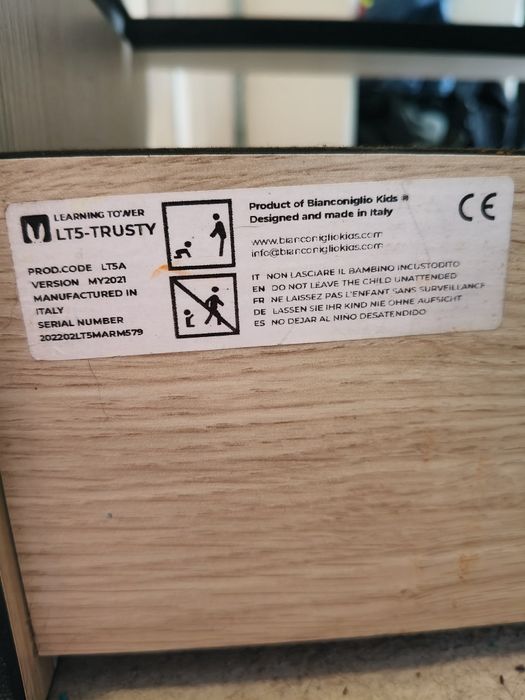 LEARNING TOWER
LT5-TRUSTY
PROD.CODE LT5A
VERSION MY2021
MANUFACTURED IN
ITALY
SERIAL NUMBER
202202LT5MARM579
Product of Bianconiglio Kids ®
Designed and made in Italy
www.bianconigliokids.com
info@bianconigliokids.com
IT NON LASCIARE IL BAMBINO INCUSTODITO
EN DO NOT LEAVE THE CHILD UNATTENDED
FR NE LAISSEZ PAS L'ENFANT SANS SURVEILLANCE
DE LASSEN SIE IHR KIND NIE OHNE AUFSICHT
ES NO DEJAR AL NIÑO DESATENDIDO
CE